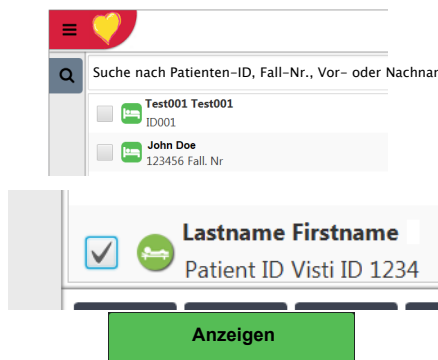 Suche nach Patienten-ID, Fall-Nr., Vor- oder Nachnar
Test001 Test001
ID001
John Doe
123456 Fall. Nr
Lastname Firstname
Patient ID Visti ID 1234
Anzeigen